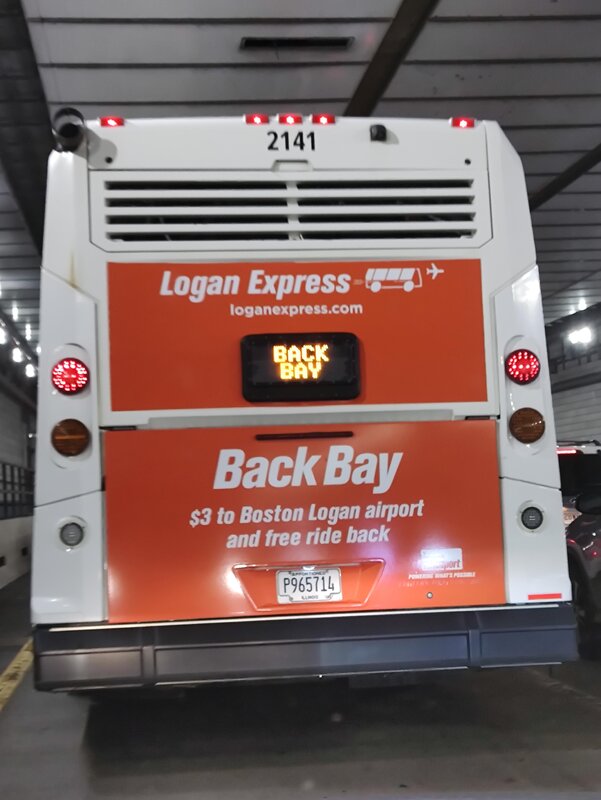 2141
Logan Express
loganexpress.com
BACK
BAY
Back Bay
$3 to Boston Logan airport
and free ride back
POWERING WHAT'S POSSIBLE
P965714
ILLINOIS